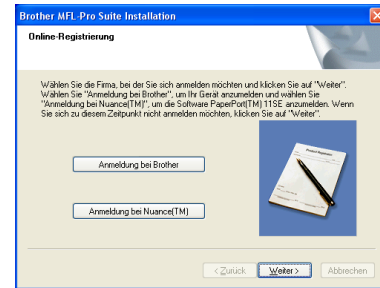 Brother MFL-Pro Suite Installation
Online-Registrierung
Wählen Sie die Firma, bei der Sie sich anmelden möchten und klicken Sie auf "Weiter".
Wählen Sie "Anmeldung bei Brother", um Ihr Gerät anzumelden und wählen Sie
"Anmeldung bei Nuance(TM)", um die Software PaperPort(TM) 11SE anzumelden. Wenn
Sie sich zu diesem Zeitpunkt nicht anmelden möchten, klicken Sie auf "Weiter".
Anmeldung bei Brother
Anmeldung bei Nuance(TM)
< Zurück
Weiter >
Abbrechen